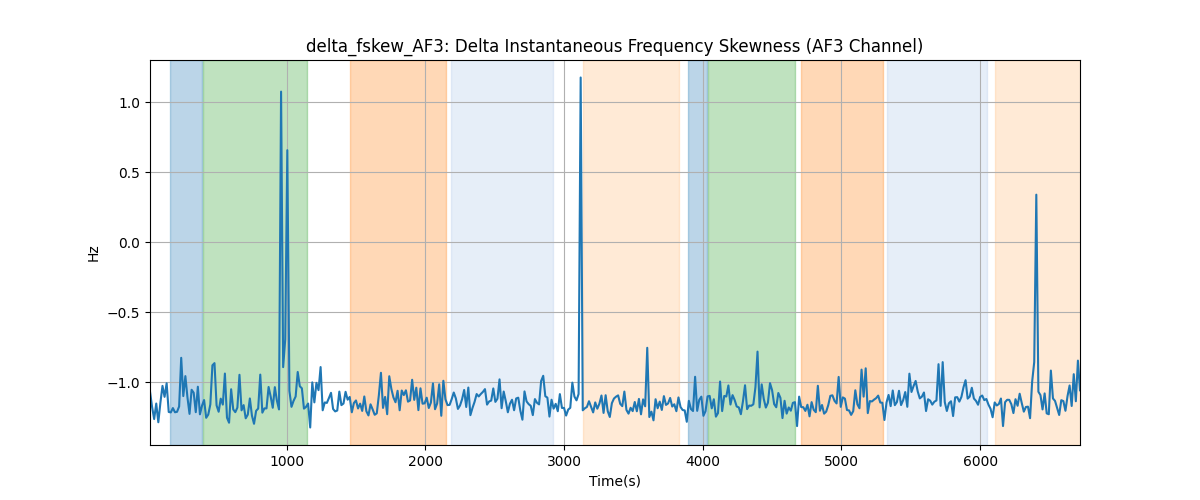 delta_fskew_AF3: Delta Instantaneous Frequency Skewness (AF3 Channel)
1.0
0.5
0.0
−0.5
−1.0
Hz
1000 2000 3000 4000 5000 6000
Time(s)